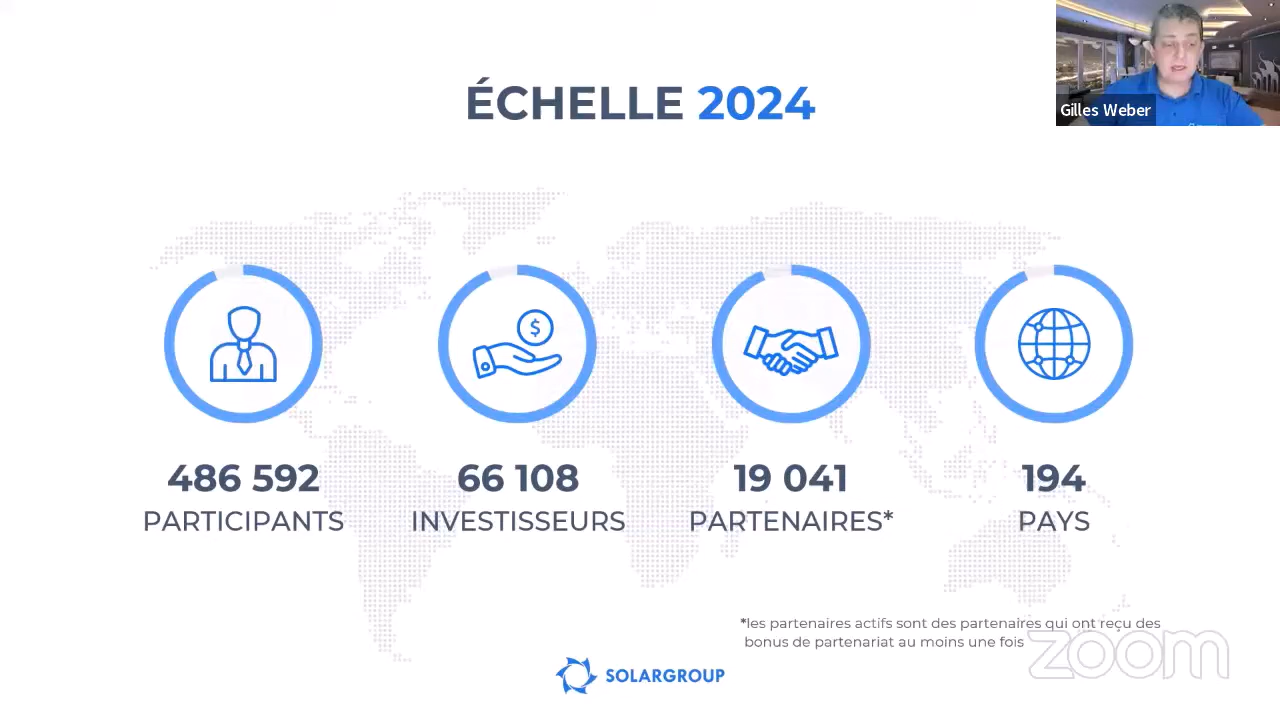 ÉCHELLE 2024
Gilles Weber
$
486 592
PARTICIPANTS
66 108
INVESTISSEURS
19 041
PARTENAIRES*
194
PAYS
*les partenaires actifs sont des partenaires qui ont reçu des
bonus de partenariat au moins une fois
zoom
SOLARGROUP